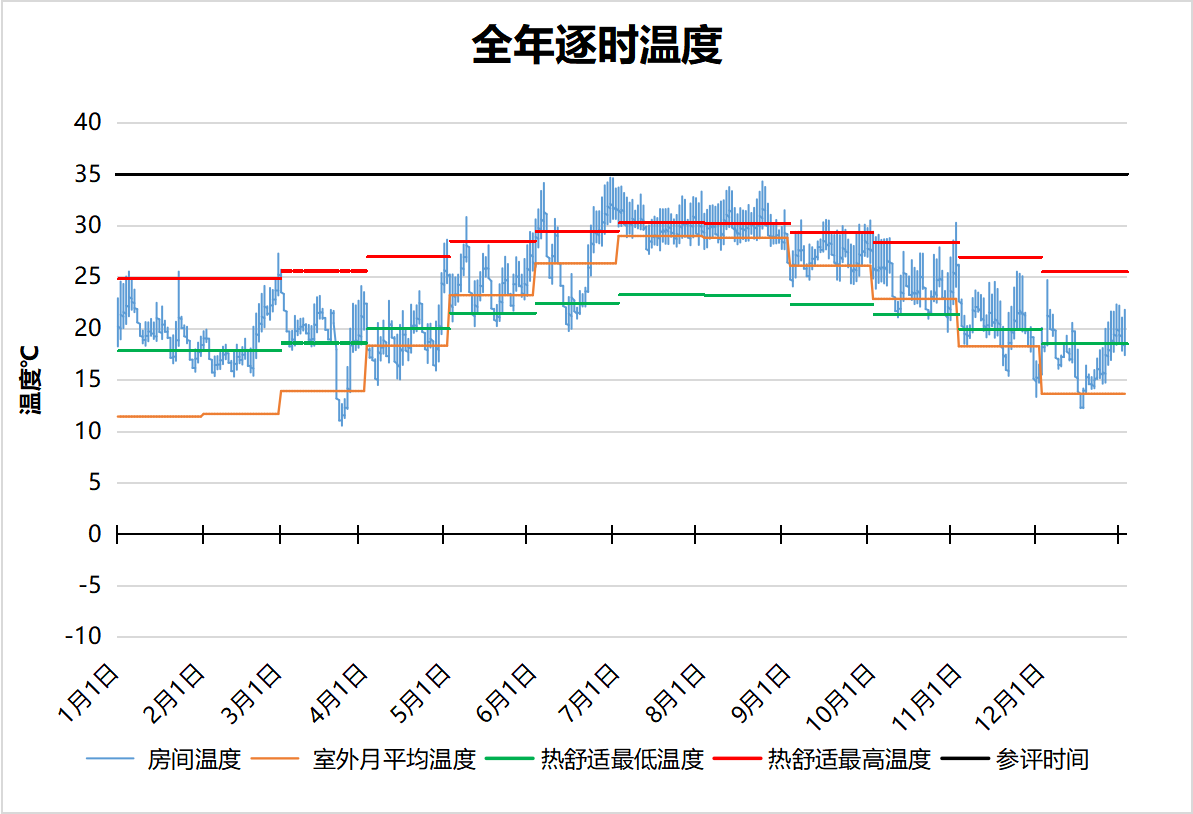 全年逐时温度
40
35
30
25
20
15
10
5
0
-5
-10
温度℃
1月1日
2月1日
3月1日
4月1日
5月1日
6月1日
7月1日
8月1日
9月1日
10月1日
11月1日
12月1日
房间温度 室外月平均温度 热舒适最低温度 热舒适最高温度 参评时间